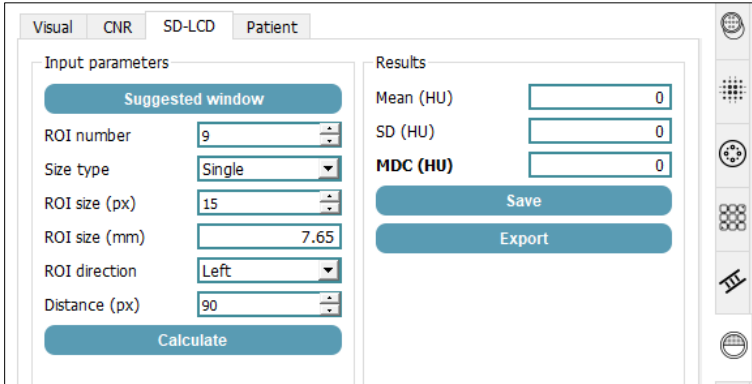 Visual CNR SD-LCD Patient
Input parameters
Suggested window
ROI number 9
Size type Single
ROI size (px) 15
ROI size (mm) 7.65
ROI direction Left
Distance (px) 90
Calculate
Results
Mean (HU) 0
SD (HU) 0
MDC (HU) 0
Save
Export